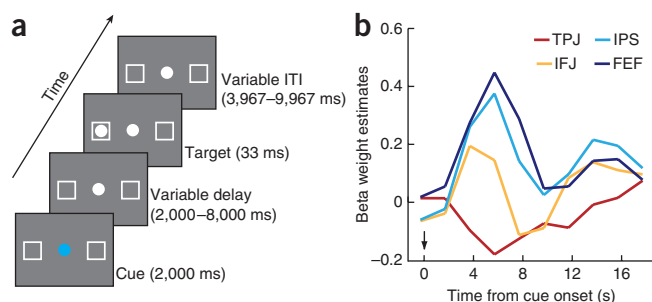 a
Time
Variable ITI
(3,967–9,967 ms)
Target (33 ms)
Variable delay
(2,000–8,000 ms)
Cue (2,000 ms)
b
TPJ IPS
IFJ FEF
Beta weight estimates
0.6
0.4
0.2
0
–0.2
0 4 8 12 16
Time from cue onset (s)